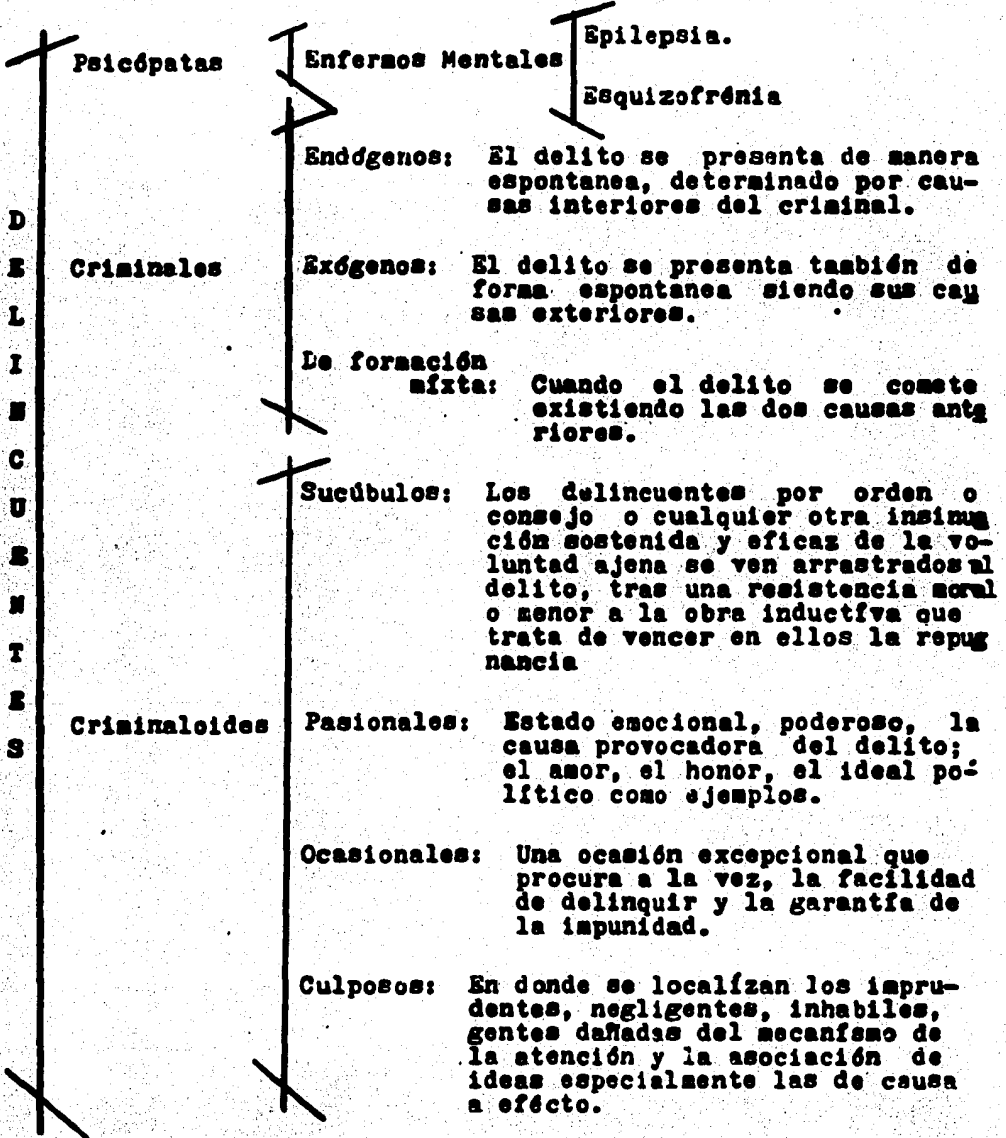 Psicópatas
Enfermos Mentales
Epilepsia.
Esquizofrénia
DELINCUENTES
Criminales
Endógenos: El delito se presenta de manera
espontanea, determinado por cau-
sas interiores del criminal.
Exógenos: El delito se presenta también de
forma espontanea siendo sus cau
sas exteriores.
De formación
míxta: Cuando el delito se comete
existiendo las dos causas ante
riores.
Criminaloides
Sucúbulos: Los delincuentes por orden o
consejo o cualquier otra insinua
ción sostenida y eficaz de la vo-
luntad ajena se ven arrastrados al
delito, tras una resistencia moral
o menor a la obra inductíva que
trata de vencer en ellos la repug
nancia
Pasionales: Estado emocional, poderoso, la
causa provocadora del delito;
el amor, el honor, el ideal po-
lítico como ejemplos.
Ocasionales: Una ocasión excepcional que
procura a la vez, la facilidad
de delinquir y la garantía de
la impunidad.
Culposos: En donde se localízan los impru-
dentes, negligentes, inhabiles,
gentes dañadas del mecanísmo de
la atención y la asociación de
ideas especialmente las de causa
a efécto.